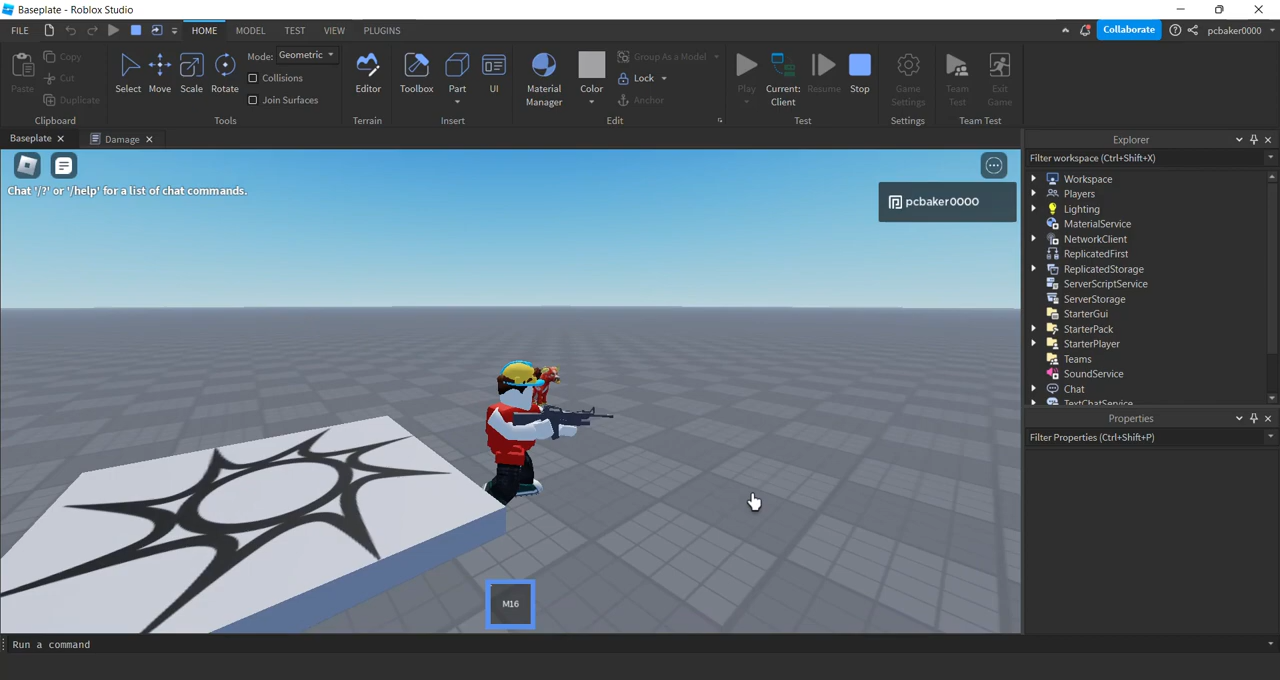 Baseplate - Roblox Studio
FILE HOME MODEL TEST VIEW PLUGINS Collaborate pcbaker0000
Paste Copy Cut Duplicate
Select Move Scale Rotate
Mode: Geometric
Collisions
Join Surfaces
Editor
Toolbox Part UI
Material Manager Color
Group As a Model
Lock
Anchor
Play Current: Client Resume Stop
Game Settings
Team Test Exit Game
Clipboard Tools Terrain Insert Edit Test Settings Team Test
Baseplate Damage
Chat '/?' or '/help' for a list of chat commands.
pcbaker0000
M16
Explorer
Filter workspace (Ctrl+Shift+X)
Workspace
Players
Lighting
MaterialService
NetworkClient
ReplicatedFirst
ReplicatedStorage
ServerScriptService
ServerStorage
StarterGui
StarterPack
StarterPlayer
Teams
SoundService
Chat
TextChatService
Properties
Filter Properties (Ctrl+Shift+P)
Run a command